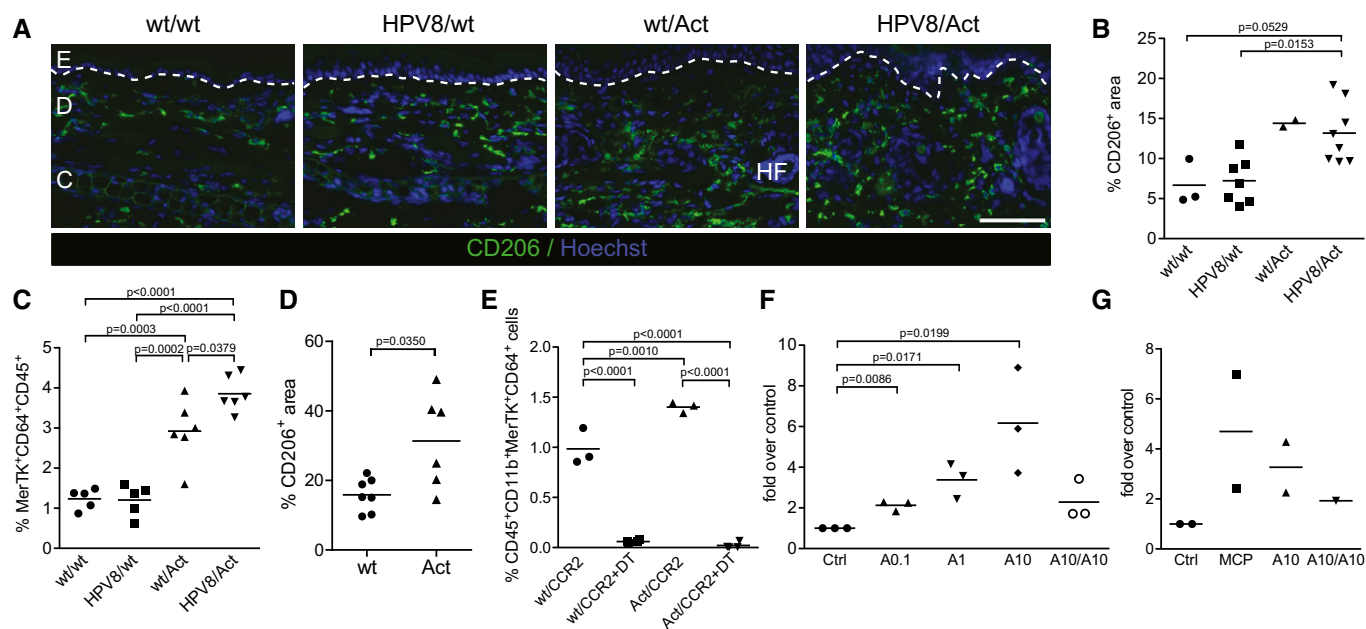 A
wt/wt
HPV8/wt
wt/Act
HPV8/Act
E
D
C
HF
CD206 / Hoechst
B
p=0.0529
p=0.0153
25
20
15
10
5
0
% CD206+ area
wt/wt
HPV8/wt
wt/Act
HPV8/Act
C
p<0.0001
p<0.0001
p=0.0003
p=0.0002
p=0.0379
5
4
3
2
1
0
% MerTK+CD64+CD45+
wt/wt
HPV8/wt
wt/Act
HPV8/Act
D
p=0.0350
60
40
20
0
% CD206+ area
wt
Act
E
p<0.0001
p=0.0010
p<0.0001
p<0.0001
2.0
1.5
1.0
0.5
0.0
% CD45+CD11b+MerTK+CD64+ cells
wt/CCR2
wt/CCR2+DT
Act/CCR2
Act/CCR2+DT
F
p=0.0199
p=0.0171
p=0.0086
10
8
6
4
2
0
fold over control
Ctrl
A0.1
A1
A10
A10/A10
G
8
6
4
2
0
fold over control
Ctrl
MCP
A10
A10/A10